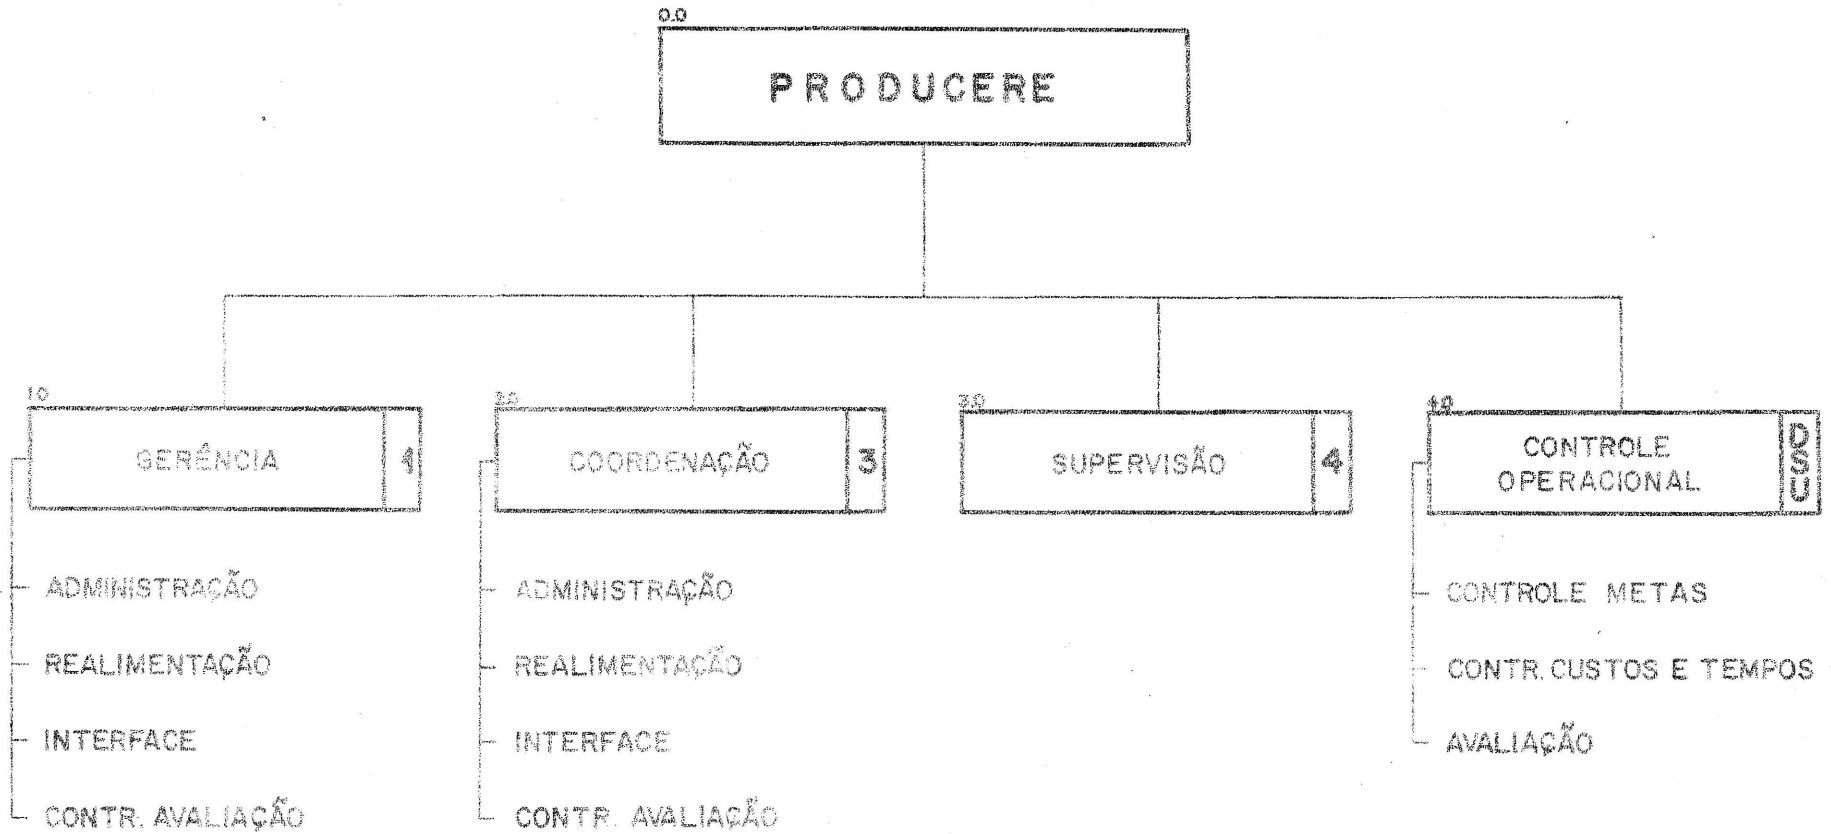 0.0
PRODUCERE
1.0
GERÊNCIA 1
2.0
COORDENAÇÃO 3
3.0
SUPERVISÃO 4
4.0
CONTROLE
OPERACIONAL
DSU
ADMINISTRAÇÃO
REALIMENTAÇÃO
INTERFACE
CONTR. AVALIAÇÃO
ADMINISTRAÇÃO
REALIMENTAÇÃO
INTERFACE
CONTR. AVALIAÇÃO
CONTROLE METAS
CONTR. CUSTOS E TEMPOS
AVALIAÇÃO